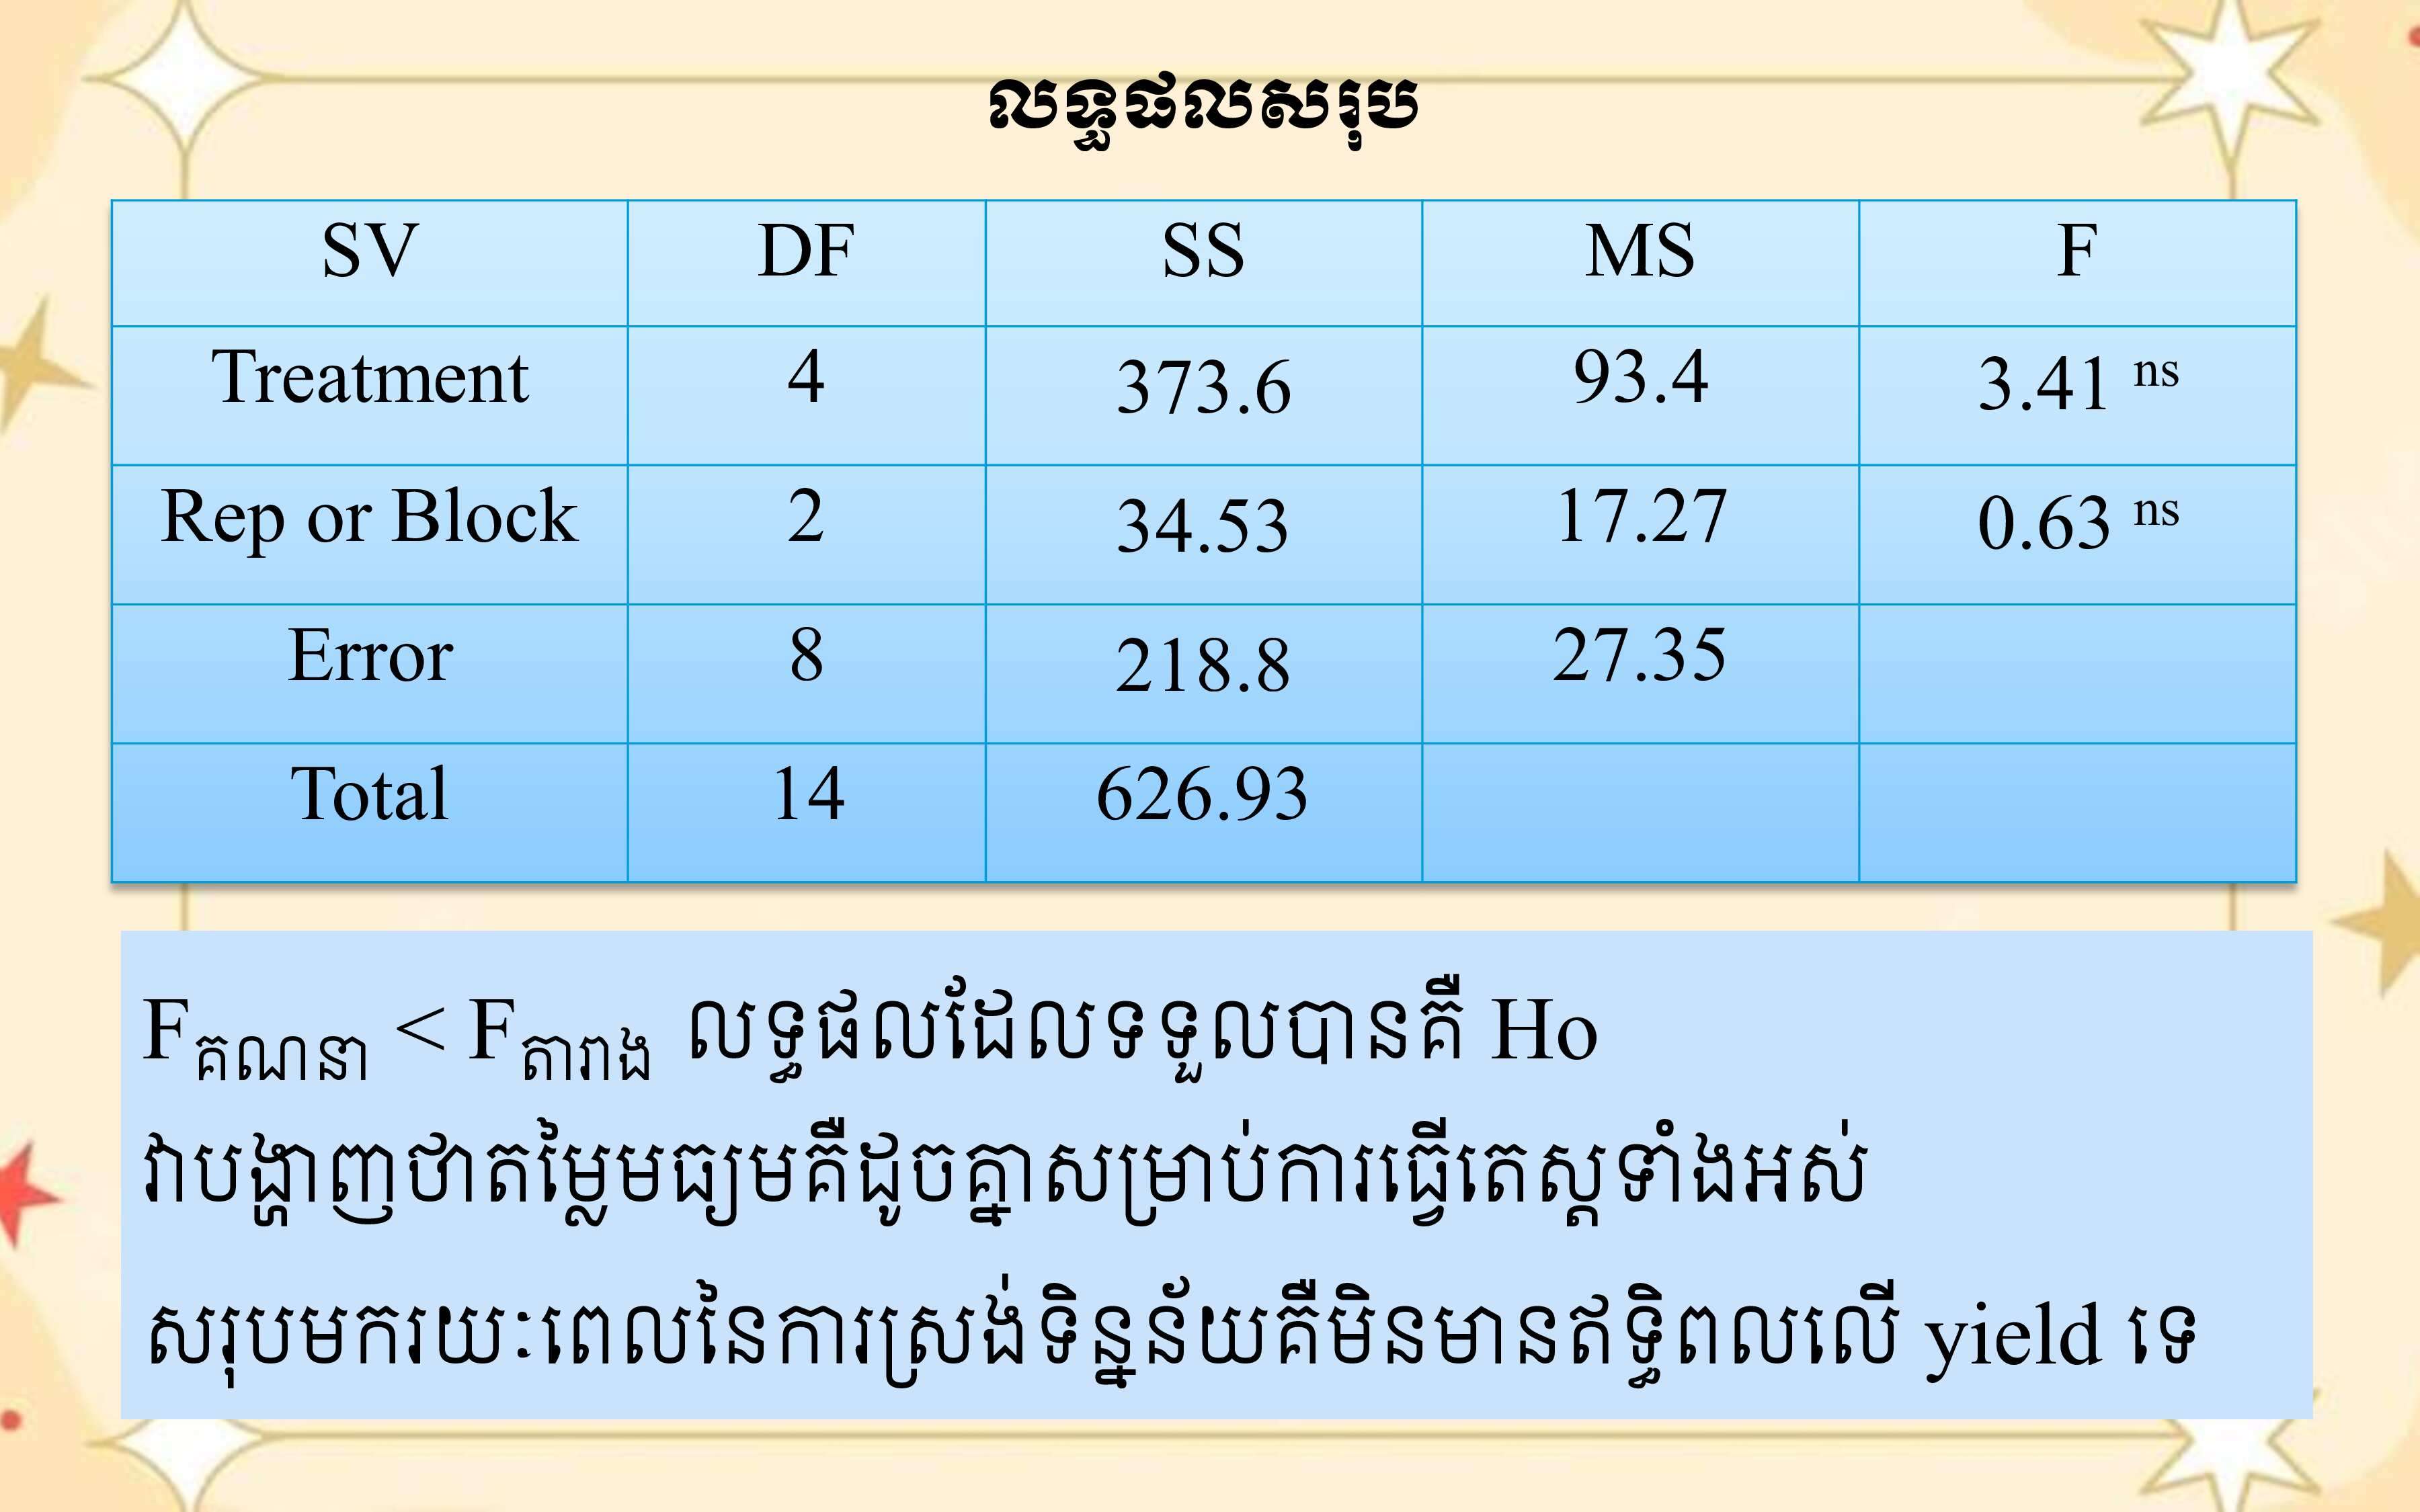 លទ្ធផលសរុប
SV DF SS MS F
Treatment 4 373.6 93.4 3.41 ns
Rep or Block 2 34.53 17.27 0.63 ns
Error 8 218.8 27.35
Total 14 626.93
Fគណនា < Fតារាង លទ្ធផលដែលទទួលបានគឺ Ho
វាបង្ហាញថាតម្លៃមធ្យមគឺដូចគ្នាសម្រាប់ការធ្វើតេស្តទាំងអស់
សរុបមករយៈពេលនៃការស្រង់ទិន្នន័យគឺមិនមានឥទ្ធិពលលើ yield ទេ